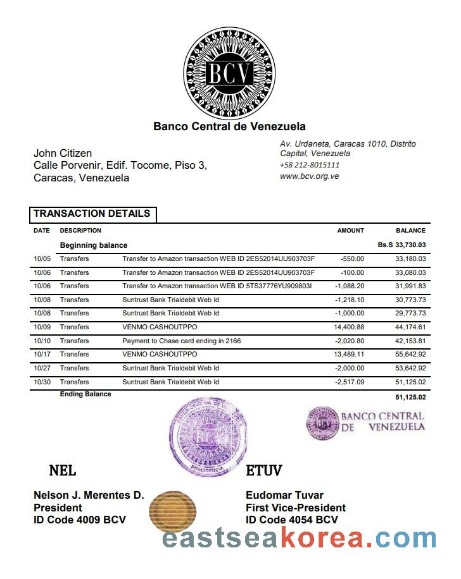 BCV
Banco Central de Venezuela
John Citizen
Calle Porvenir, Edif. Tocome, Piso 3,
Caracas, Venezuela
Av. Urdaneta, Caracas 1010, Distrito
Capital, Venezuela
+58 212-8015111
www.bcv.org.ve
TRANSACTION DETAILS
DATE DESCRIPTION AMOUNT BALANCE
Beginning balance Bs.S 33,730.03
10/05 Transfers Transfer to Amazon transaction WEB ID 2ES52014UU903703F -550.00 33,180.03
10/06 Transfers Transfer to Amazon transaction WEB ID 2ES52014UU903703F -100.00 33,080.03
10/06 Transfers Transfer to Amazon transaction WEB ID 5TS37776YU909803I -1,088.20 31,991.83
10/08 Transfers Suntrust Bank Trialdebit Web Id -1,218.10 30,773.73
10/08 Transfers Suntrust Bank Trialdebit Web Id -1,000.00 29,773.73
10/09 Transfers VENMO CASHOUTPPO 14,400.88 44,174.61
10/10 Transfers Payment to Chase card ending in 2166 -2,020.80 42,153.81
10/17 Transfers VENMO CASHOUTPPO 13,489.11 55,642.92
10/27 Transfers Suntrust Bank Trialdebit Web Id -2,000.00 53,642.92
10/30 Transfers Suntrust Bank Trialdebit Web Id -2,517.09 51,125.02
Ending Balance 51,125.02
BANCO CENTRAL
DE VENEZUELA
NEL ETUV
Nelson J. Merentes D. Eudomar Tuvar
President First Vice-President
ID Code 4009 BCV ID Code 4054 BCV
eastseakorea.com